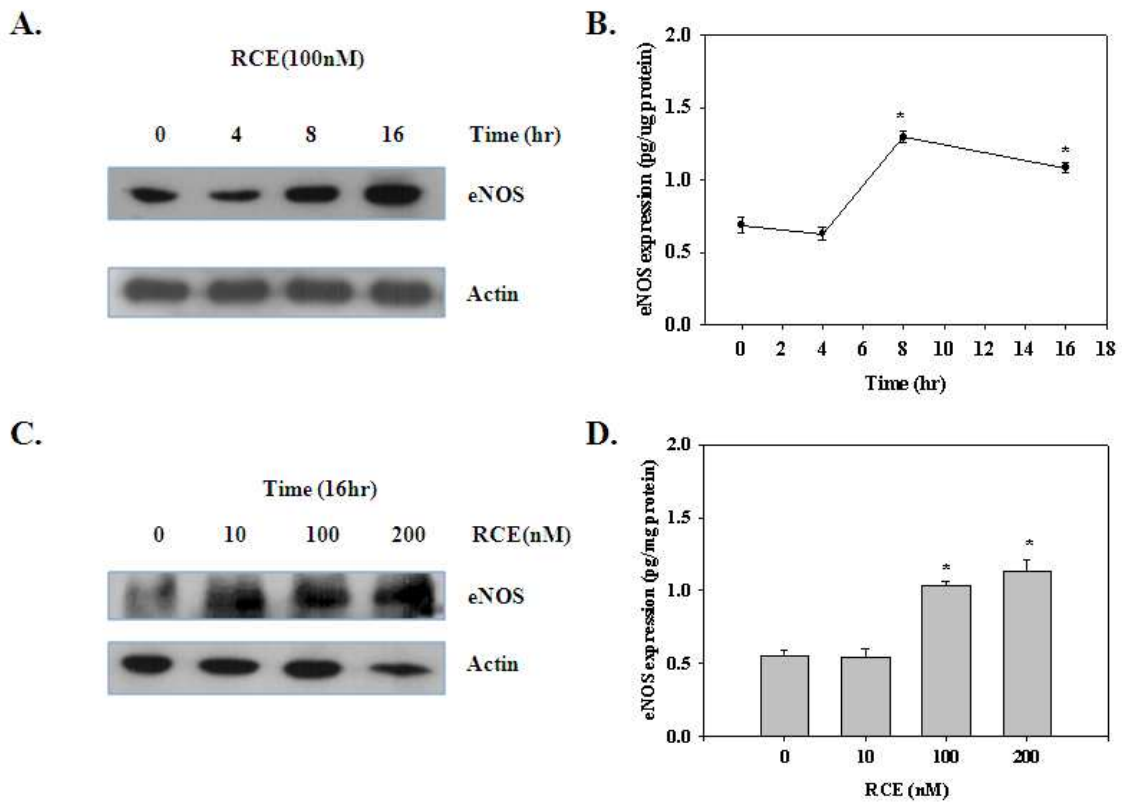 A.
RCE(100nM)
0 4 8 16 Time (hr)
eNOS
Actin
B.
eNOS expression (pg/ug protein)
2.0
1.5
1.0
0.5
0.0
* *
0 2 4 6 8 10 12 14 16 18
Time (hr)
C.
Time (16hr)
0 10 100 200 RCE(nM)
eNOS
Actin
D.
eNOS expression (pg/mg protein)
2.0
1.5
1.0
0.5
0.0
* *
0 10 100 200
RCE (nM)